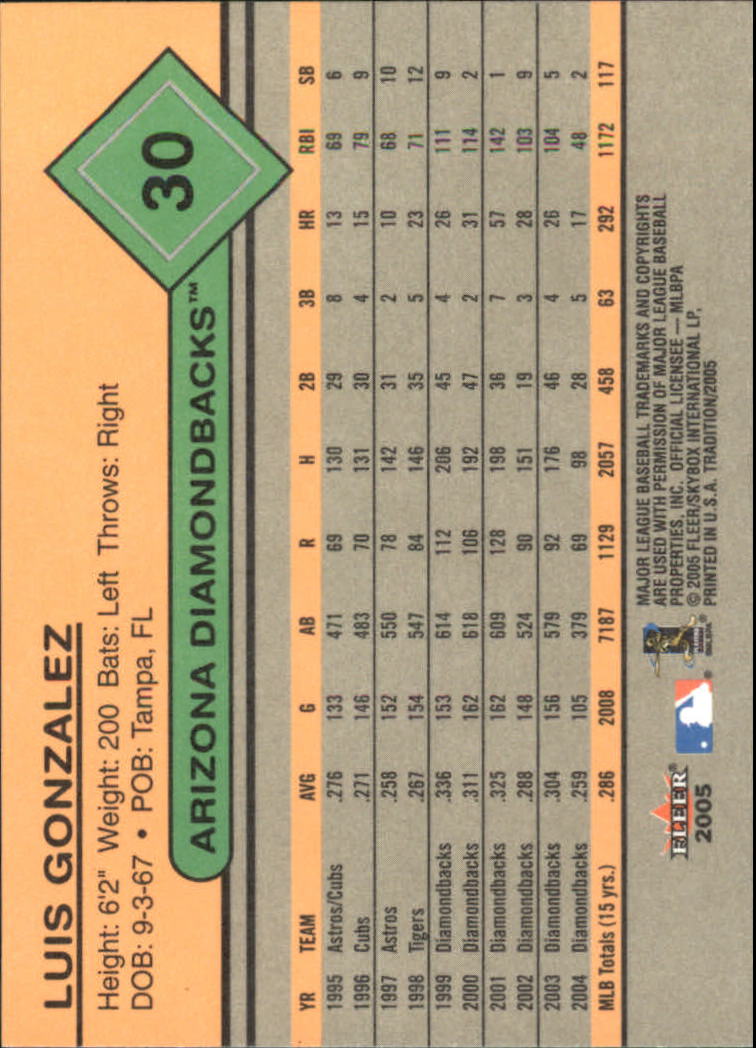 LUIS GONZALEZ
Height: 6'2" Weight: 200 Bats: Left Throws: Right
DOB: 9-3-67 • POB: Tampa, FL
30
ARIZONA DIAMONDBACKS™
YR TEAM AVG G AB R H 2B 3B HR RBI SB
1995 Astros/Cubs .276 133 471 69 130 29 8 13 69 6
1996 Cubs .271 146 483 70 131 30 4 15 79 9
1997 Astros .258 152 550 78 142 31 2 10 68 10
1998 Tigers .267 154 547 84 146 35 5 23 71 12
1999 Diamondbacks .336 153 614 112 206 45 4 26 111 9
2000 Diamondbacks .311 162 618 106 192 47 2 31 114 2
2001 Diamondbacks .325 162 609 128 198 36 7 57 142 1
2002 Diamondbacks .288 148 524 90 151 19 3 28 103 9
2003 Diamondbacks .304 156 579 92 176 46 4 26 104 5
2004 Diamondbacks .259 105 379 69 98 28 5 17 48 2
MLB Totals (15 yrs.) .286 2008 7187 1129 2057 458 63 292 1172 117
FLEER®
2005
MAJOR LEAGUE BASEBALL TRADEMARKS AND COPYRIGHTS
ARE USED WITH PERMISSION OF MAJOR LEAGUE BASEBALL
PROPERTIES, INC. OFFICIAL LICENSEE — MLBPA
© 2005 FLEER/SKYBOX INTERNATIONAL LP,
PRINTED IN U.S.A. TRADITION/2005